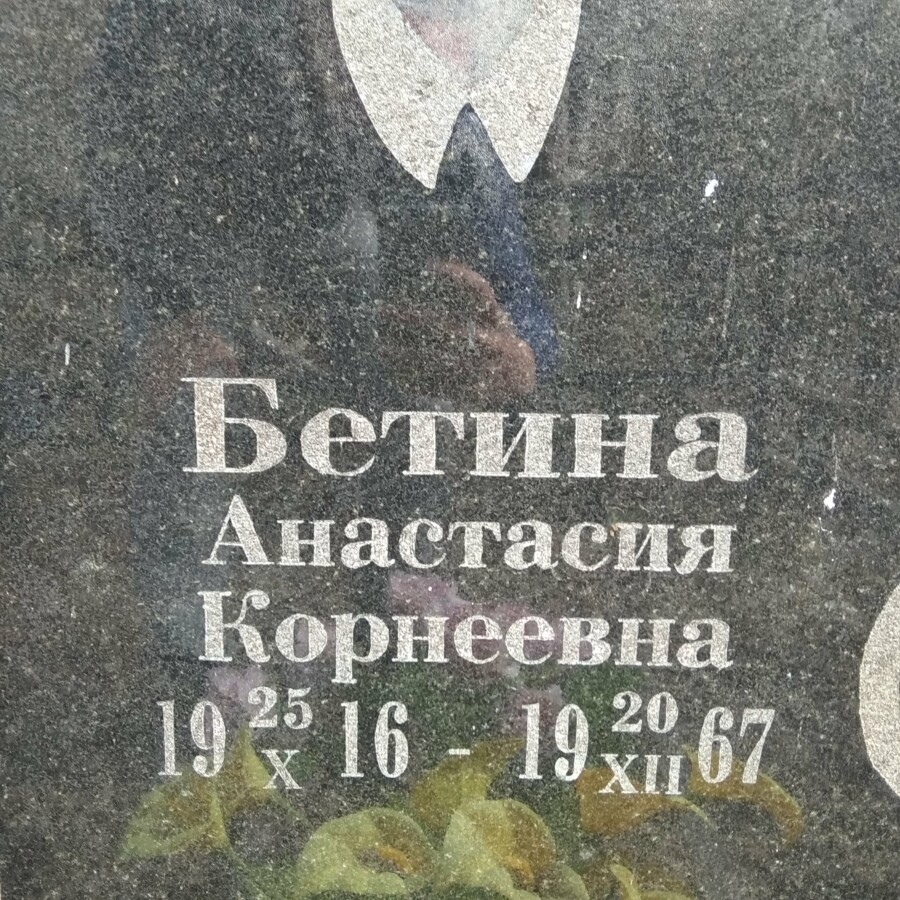 Бетина
Анастасия
Корнеевна
19 25/X 16 - 19 20/XII 67